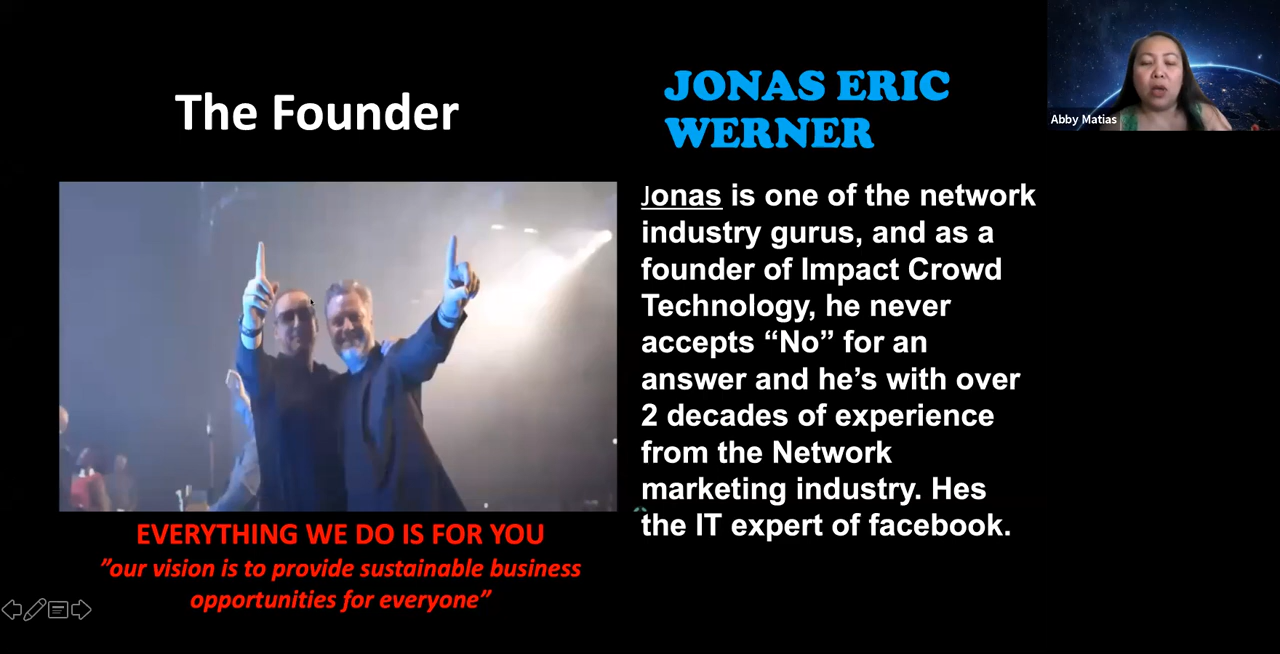 The Founder
JONAS ERIC
WERNER
Abby Matias
Jonas is one of the network
industry gurus, and as a
founder of Impact Crowd
Technology, he never
accepts “No” for an
answer and he’s with over
2 decades of experience
from the Network
marketing industry. Hes
the IT expert of facebook.
EVERYTHING WE DO IS FOR YOU
”our vision is to provide sustainable business
opportunities for everyone”